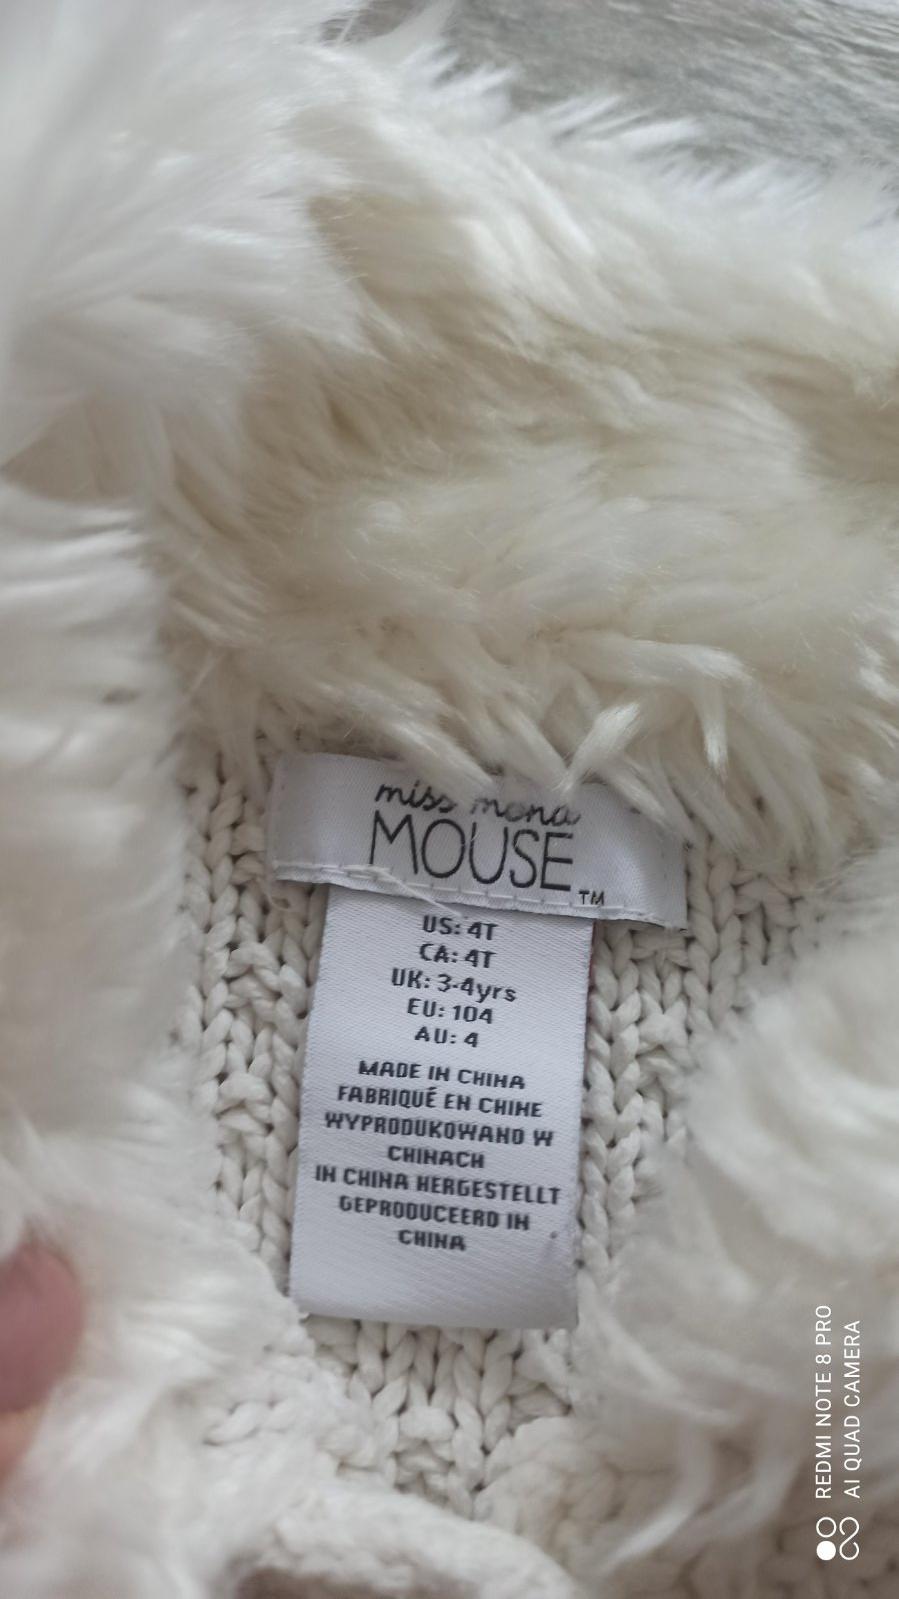 miss mona
MOUSE
TM
US: 4T
CA: 4T
UK: 3-4yrs
EU: 104
AU: 4
MADE IN CHINA
FABRIQUÉ EN CHINE
WYPRODUKOWANO W
CHINACH
IN CHINA HERGESTELLT
GEPRODUCEERD IN
CHINA
REDMI NOTE 8 PRO
AI QUAD CAMERA